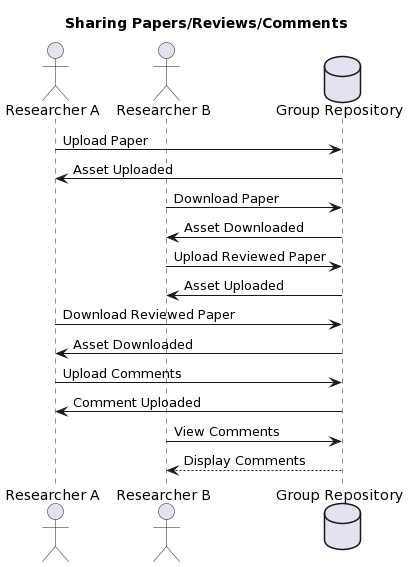 Sharing Papers/Reviews/Comments
Researcher A Researcher B Group Repository
Upload Paper
Asset Uploaded
Download Paper
Asset Downloaded
Upload Reviewed Paper
Asset Uploaded
Download Reviewed Paper
Asset Downloaded
Upload Comments
Comment Uploaded
View Comments
Display Comments
Researcher A Researcher B Group Repository